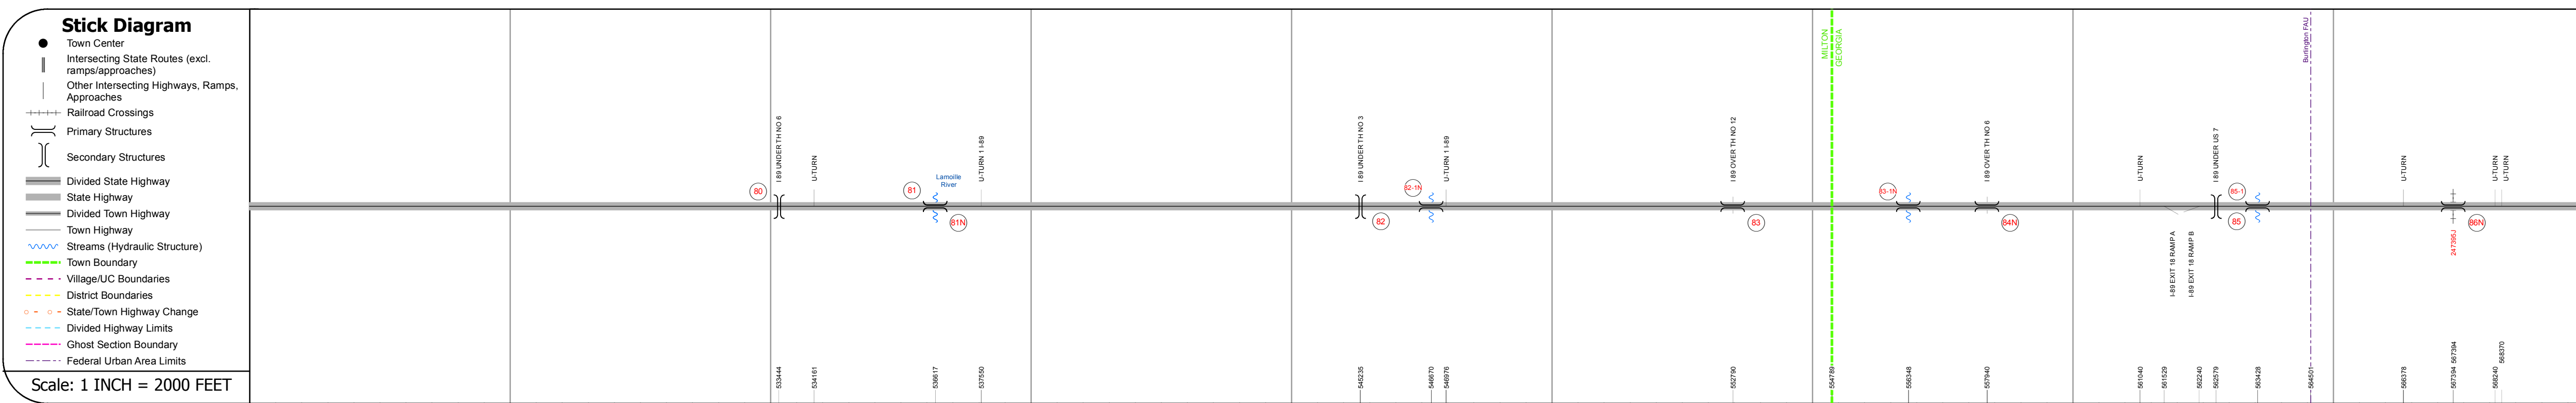 Stick Diagram
Town Center
Intersecting State Routes (excl.
ramps/approaches)
Other Intersecting Highways, Ramps,
Approaches
Railroad Crossings
Primary Structures
Secondary Structures
Divided State Highway
State Highway
Divided Town Highway
Town Highway
Streams (Hydraulic Structure)
Town Boundary
Village/UC Boundaries
District Boundaries
State/Town Highway Change
Divided Highway Limits
Ghost Section Boundary
Federal Urban Area Limits
Scale: 1 INCH = 2000 FEET
80
I 89 UNDER TH NO 6
U-TURN
81
Lamoille
River
81N
U-TURN 1 I-89
I 89 UNDER TH NO 3
82
82-1N
U-TURN 1 I-89
I 89 OVER TH NO 12
83
MILTON
GEORGIA
83-1N
I 89 OVER TH NO 6
84N
U-TURN
I-89 EXIT 18 RAMP A
I-89 EXIT 18 RAMP B
I 89 UNDER US 7
85-1
85
Burlington FAU
U-TURN
247395J
86N
U-TURN
U-TURN
533444
534161
536617
537550
545235
546670
546976
552790
554789
556348
557940
561040
561529
562240
562579
563428
564501
566378
567394
567394
568240
568370